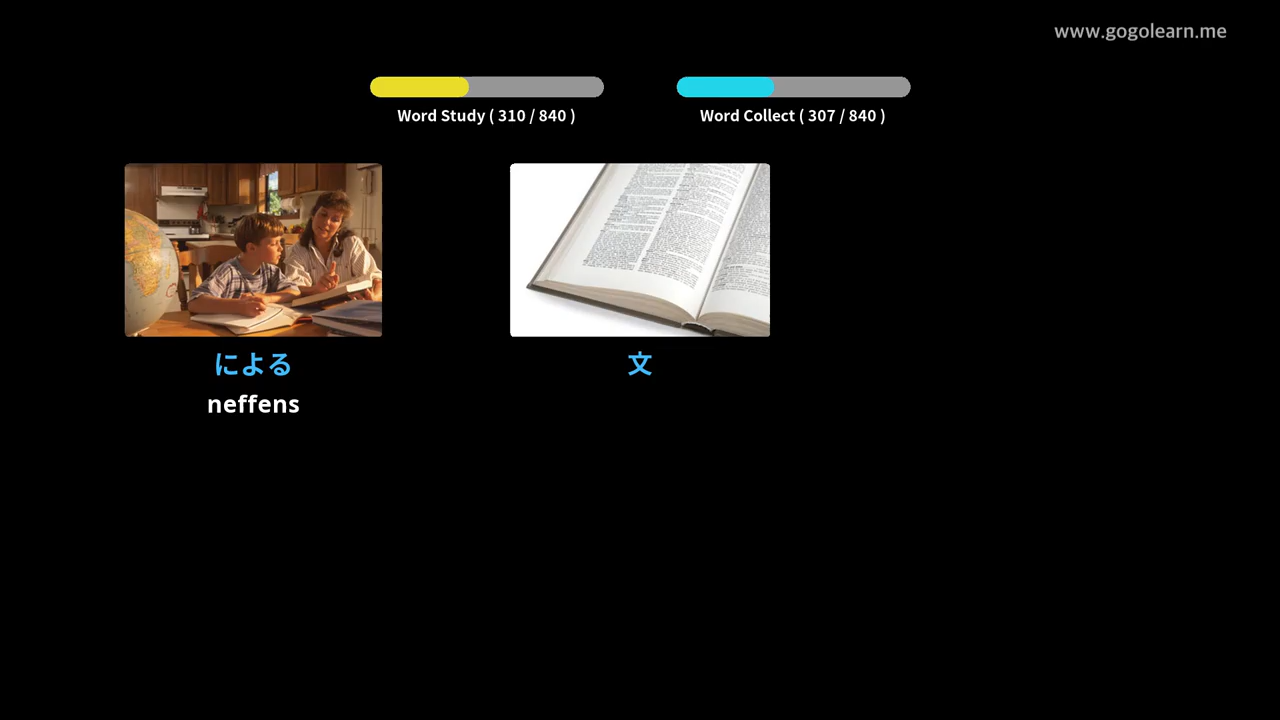 www.gogolearn.me
Word Study ( 310 / 840 )
Word Collect ( 307 / 840 )
による
文
neffens